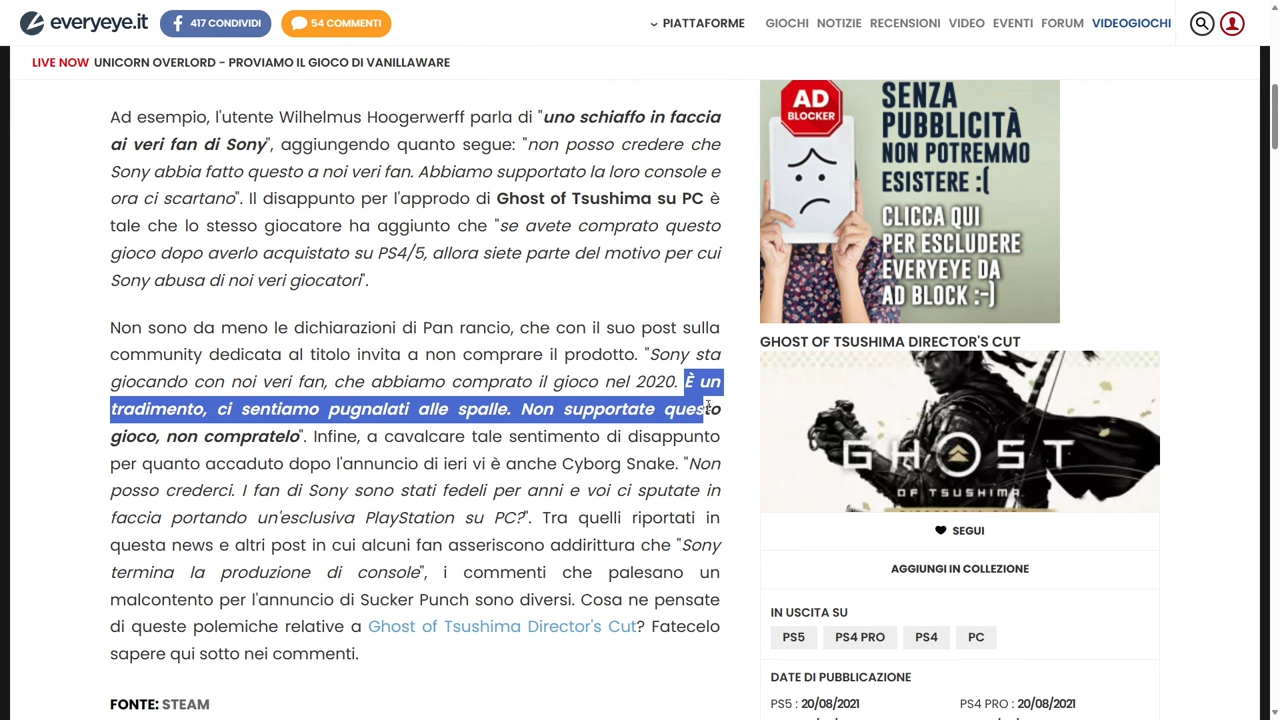 everyeye.it
417 CONDIVIDI
54 COMMENTI
PIATTAFORME
GIOCHI
NOTIZIE
RECENSIONI
VIDEO
EVENTI
FORUM
VIDEOGIOCHI
LIVE NOW UNICORN OVERLORD - PROVIAMO IL GIOCO DI VANILLAWARE
Ad esempio, l'utente Wilhelmus Hoogerwerff parla di "uno schiaffo in faccia
ai veri fan di Sony", aggiungendo quanto segue: "non posso credere che
Sony abbia fatto questo a noi veri fan. Abbiamo supportato la loro console e
ora ci scartano". Il disappunto per l'approdo di Ghost of Tsushima su PC è
tale che lo stesso giocatore ha aggiunto che "se avete comprato questo
gioco dopo averlo acquistato su PS4/5, allora siete parte del motivo per cui
Sony abusa di noi veri giocatori".
Non sono da meno le dichiarazioni di Pan rancio, che con il suo post sulla
community dedicata al titolo invita a non comprare il prodotto. "Sony sta
giocando con noi veri fan, che abbiamo comprato il gioco nel 2020. È un
tradimento, ci sentiamo pugnalati alle spalle. Non supportate questo
gioco, non compratelo". Infine, a cavalcare tale sentimento di disappunto
per quanto accaduto dopo l'annuncio di ieri vi è anche Cyborg Snake. "Non
posso crederci. I fan di Sony sono stati fedeli per anni e voi ci sputate in
faccia portando un'esclusiva PlayStation su PC?". Tra quelli riportati in
questa news e altri post in cui alcuni fan asseriscono addirittura che "Sony
termina la produzione di console", i commenti che palesano un
malcontento per l'annuncio di Sucker Punch sono diversi. Cosa ne pensate
di queste polemiche relative a Ghost of Tsushima Director's Cut? Fatecelo
sapere qui sotto nei commenti.
FONTE: STEAM
AD
BLOCKER
SENZA
PUBBLICITÀ
NON POTREMMO
ESISTERE :(
CLICCA QUI
PER ESCLUDERE
EVERYEYE DA
AD BLOCK :-)
GHOST OF TSUSHIMA DIRECTOR'S CUT
GHOST
OF TSUSHIMA
SEGUI
AGGIUNGI IN COLLEZIONE
IN USCITA SU
PS5
PS4 PRO
PS4
PC
DATE DI PUBBLICAZIONE
PS5 : 20/08/2021
PS4 PRO : 20/08/2021